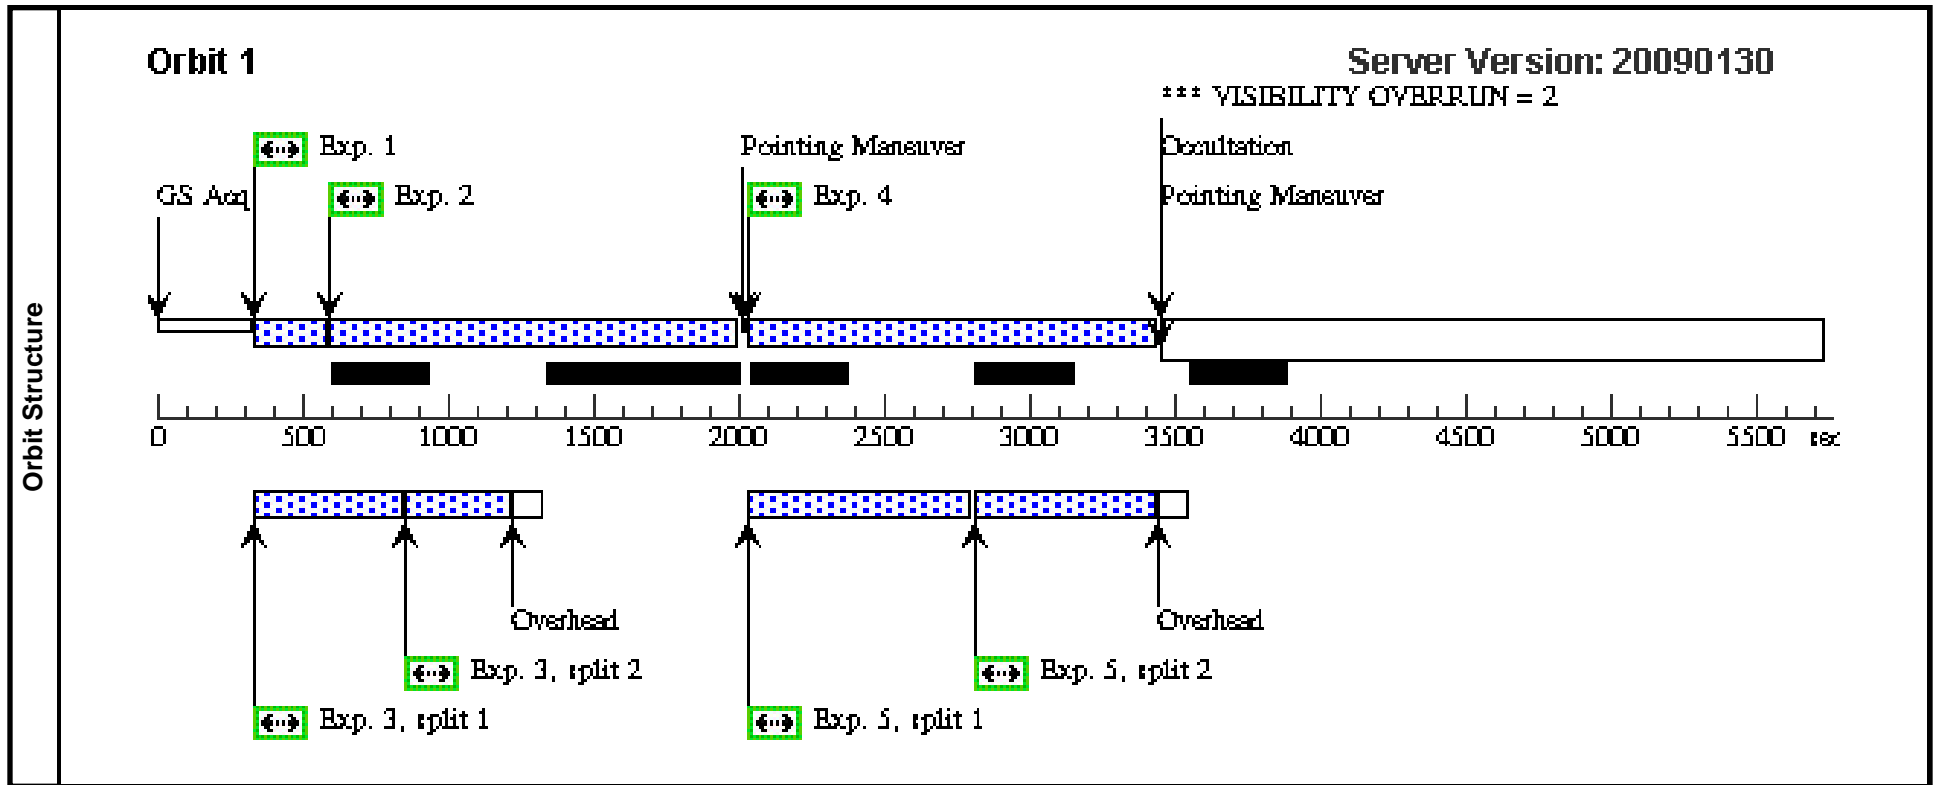 Orbit 1
Server Version: 20090130
*** VISIBILITY OVERRUN = 2
Exp. 1
Pointing Maneuver
Occultation
GS Acq
Exp. 2
Exp. 4
Pointing Maneuver
Orbit Structure
0 500 1000 1500 2000 2500 3000 3500 4000 4500 5000 5500 sec
Overhead
Overhead
Exp. 3, split 2
Exp. 5, split 2
Exp. 3, split 1
Exp. 5, split 1